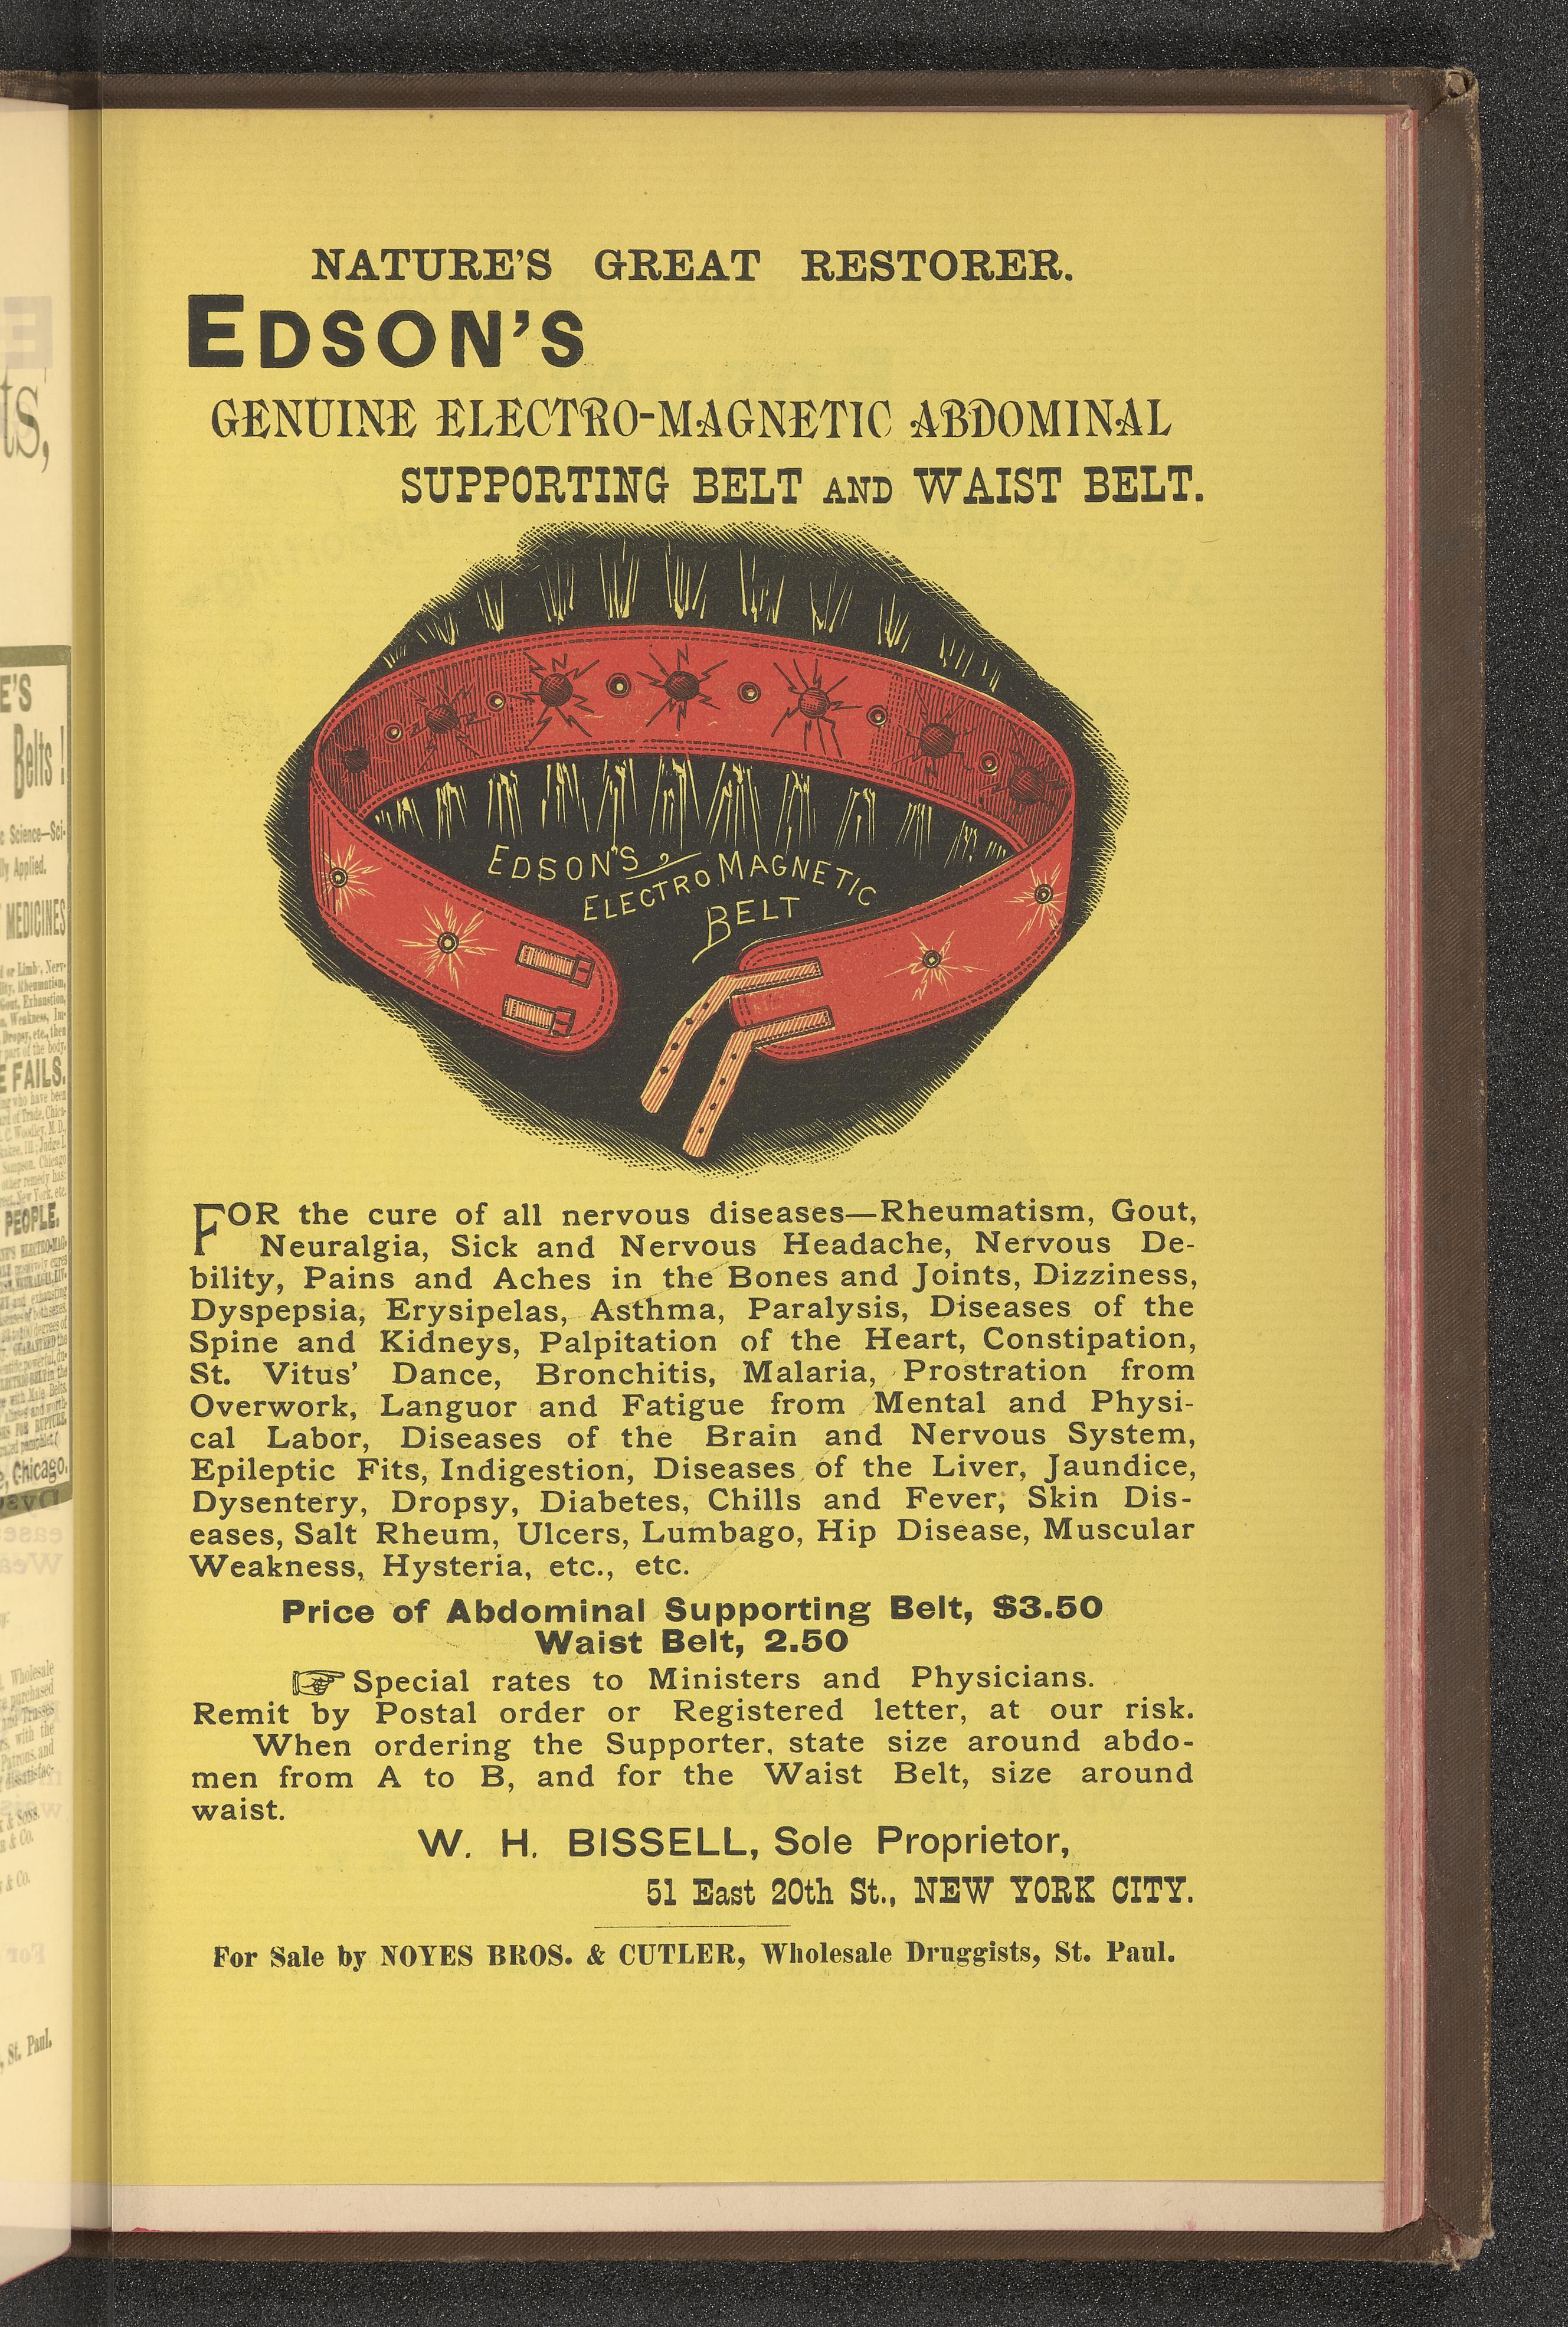 NATURE'S GREAT RESTORER.
EDSON'S
GENUINE ELECTRO-MAGNETIC ABDOMINAL
SUPPORTING BELT AND WAIST BELT.
EDSON'S
ELECTRO MAGNETIC
BELT
FOR the cure of all nervous diseases—Rheumatism, Gout,
Neuralgia, Sick and Nervous Headache, Nervous De-
bility, Pains and Aches in the Bones and Joints, Dizziness,
Dyspepsia, Erysipelas, Asthma, Paralysis, Diseases of the
Spine and Kidneys, Palpitation of the Heart, Constipation,
St. Vitus' Dance, Bronchitis, Malaria, Prostration from
Overwork, Languor and Fatigue from Mental and Physi-
cal Labor, Diseases of the Brain and Nervous System,
Epileptic Fits, Indigestion, Diseases of the Liver, Jaundice,
Dysentery, Dropsy, Diabetes, Chills and Fever, Skin Dis-
eases, Salt Rheum, Ulcers, Lumbago, Hip Disease, Muscular
Weakness, Hysteria, etc., etc.
Price of Abdominal Supporting Belt, $3.50
Waist Belt, 2.50
☞ Special rates to Ministers and Physicians.
Remit by Postal order or Registered letter, at our risk.
When ordering the Supporter, state size around abdo-
men from A to B, and for the Waist Belt, size around
waist.
W. H. BISSELL, Sole Proprietor,
51 East 20th St., NEW YORK CITY.
For Sale by NOYES BROS. & CUTLER, Wholesale Druggists, St. Paul.
Belts !
Applied.
MEDICINES
FAILS.
PEOPLE.
Chicago.
Wholesale
St. Paul.